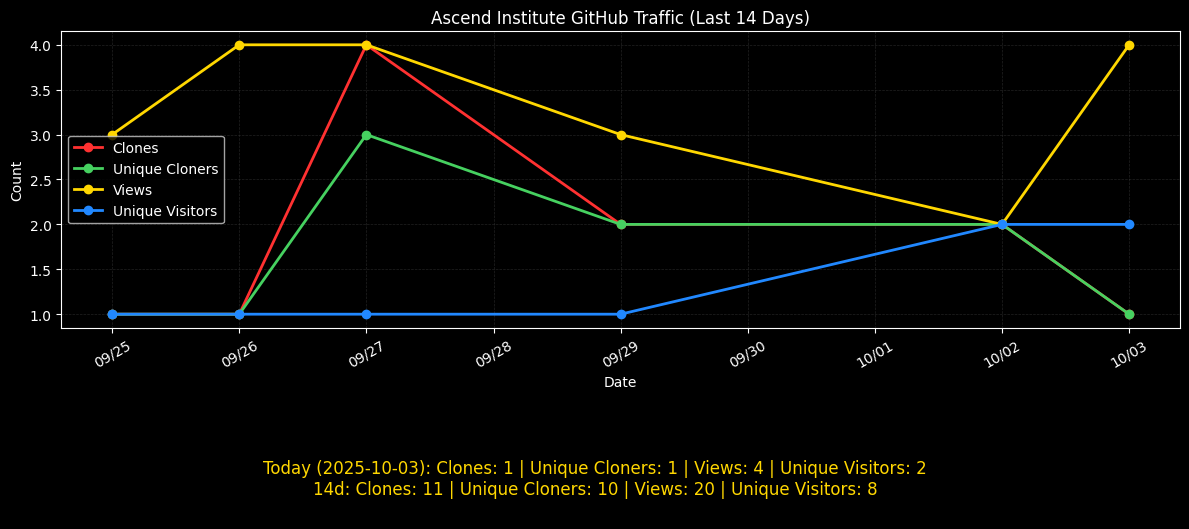 Ascend Institute GitHub Traffic (Last 14 Days)
Count
4.0
3.5
3.0
2.5
2.0
1.5
1.0
Clones
Unique Cloners
Views
Unique Visitors
09/25
09/26
09/27
09/28
09/29
09/30
10/01
10/02
10/03
Date
Today (2025-10-03): Clones: 1 | Unique Cloners: 1 | Views: 4 | Unique Visitors: 2
14d: Clones: 11 | Unique Cloners: 10 | Views: 20 | Unique Visitors: 8